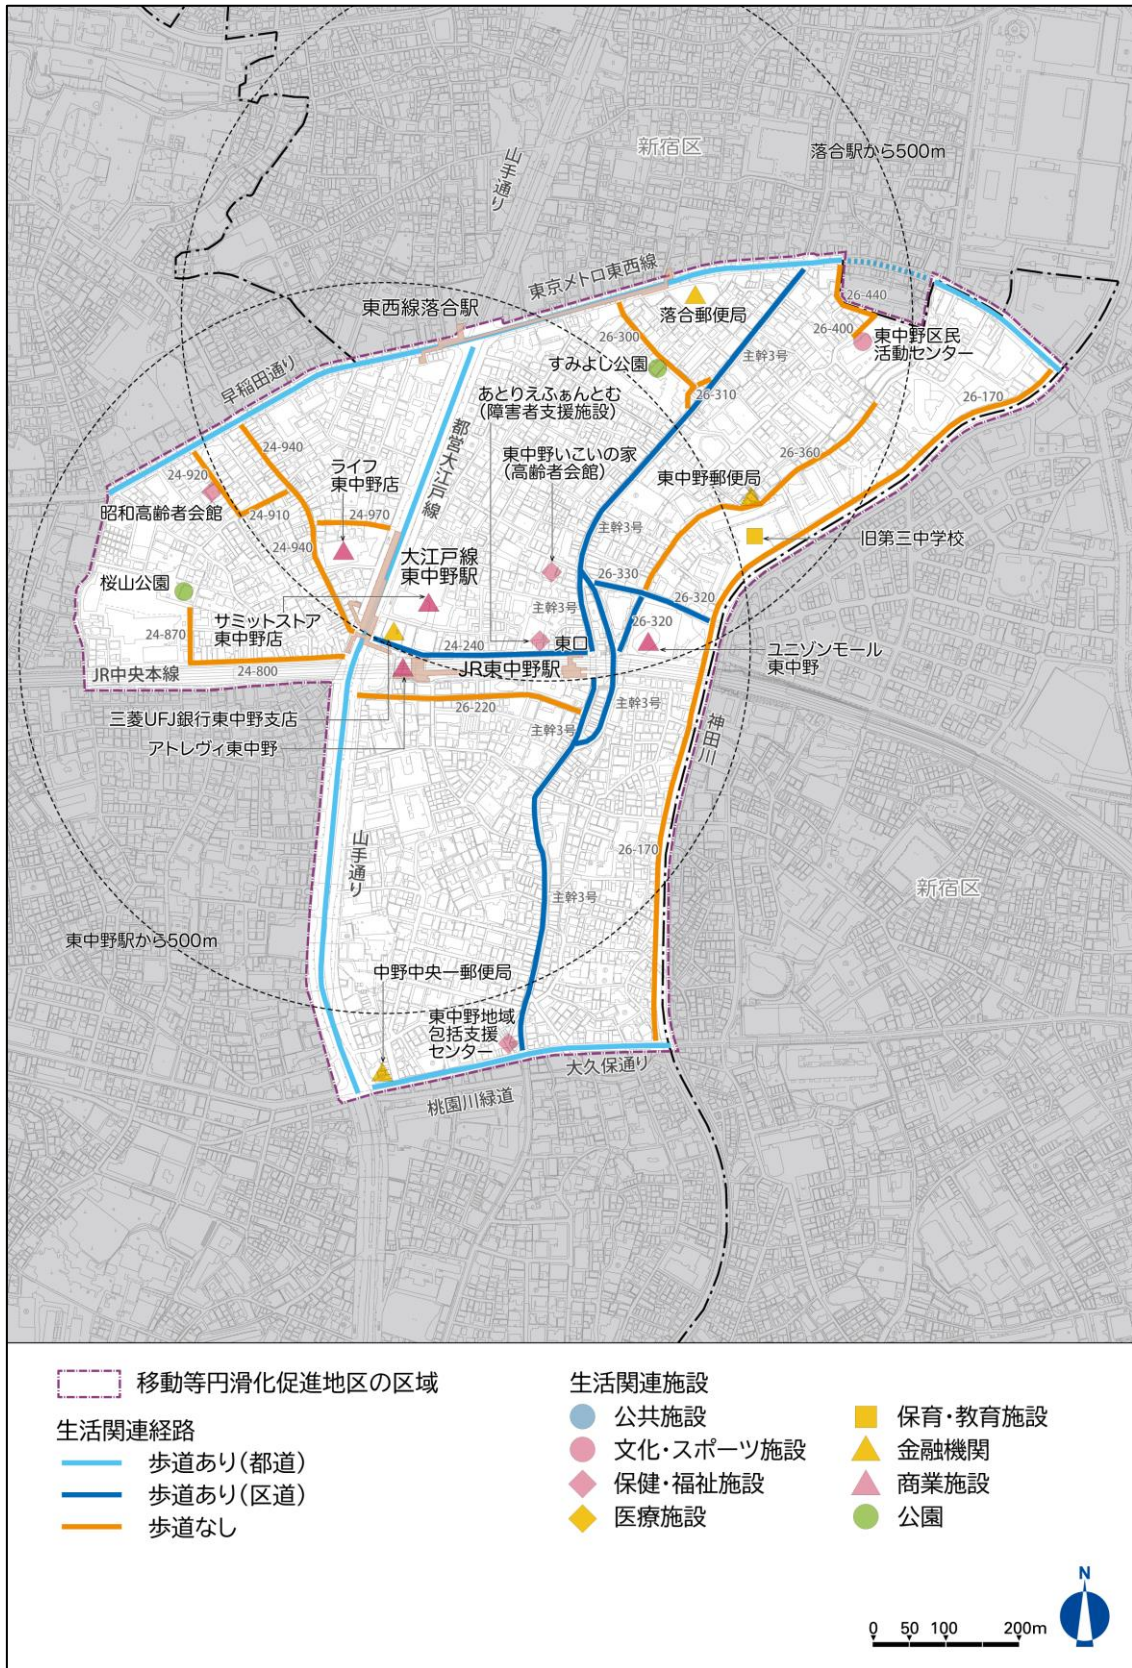 新宿区
落合駅から500m
山手通り
東京メトロ東西線
東西線落合駅
落合郵便局
26-440
26-400
東中野区民
活動センター
主幹3号
26-300
すみよし公園
26-310
早稲田通り
あとりえふぁんとむ
(障害者支援施設)
26-170
都営大江戸線
24-940
ライフ
東中野店
東中野いこいの家
(高齢者会館)
東中野郵便局
26-360
24-920
昭和高齢者会館
24-910
24-970
主幹3号
旧第三中学校
24-940
大江戸線
東中野駅
26-330
桜山公園
26-320
サミットストア
東中野店
主幹3号
26-320
24-870
24-240
東口
ユニゾンモール
東中野
JR中央本線
24-800
JR東中野駅
26-220
三菱UFJ銀行東中野支店
主幹3号
主幹3号
アトレヴィ東中野
神田川
山手通り
26-170
主幹3号
新宿区
東中野駅から500m
中野中央一郵便局
東中野地域
包括支援
センター
大久保通り
桃園川緑道
移動等円滑化促進地区の区域
生活関連経路
歩道あり(都道)
歩道あり(区道)
歩道なし
生活関連施設
公共施設
文化・スポーツ施設
保健・福祉施設
医療施設
保育・教育施設
金融機関
商業施設
公園
N
0 50 100 200m